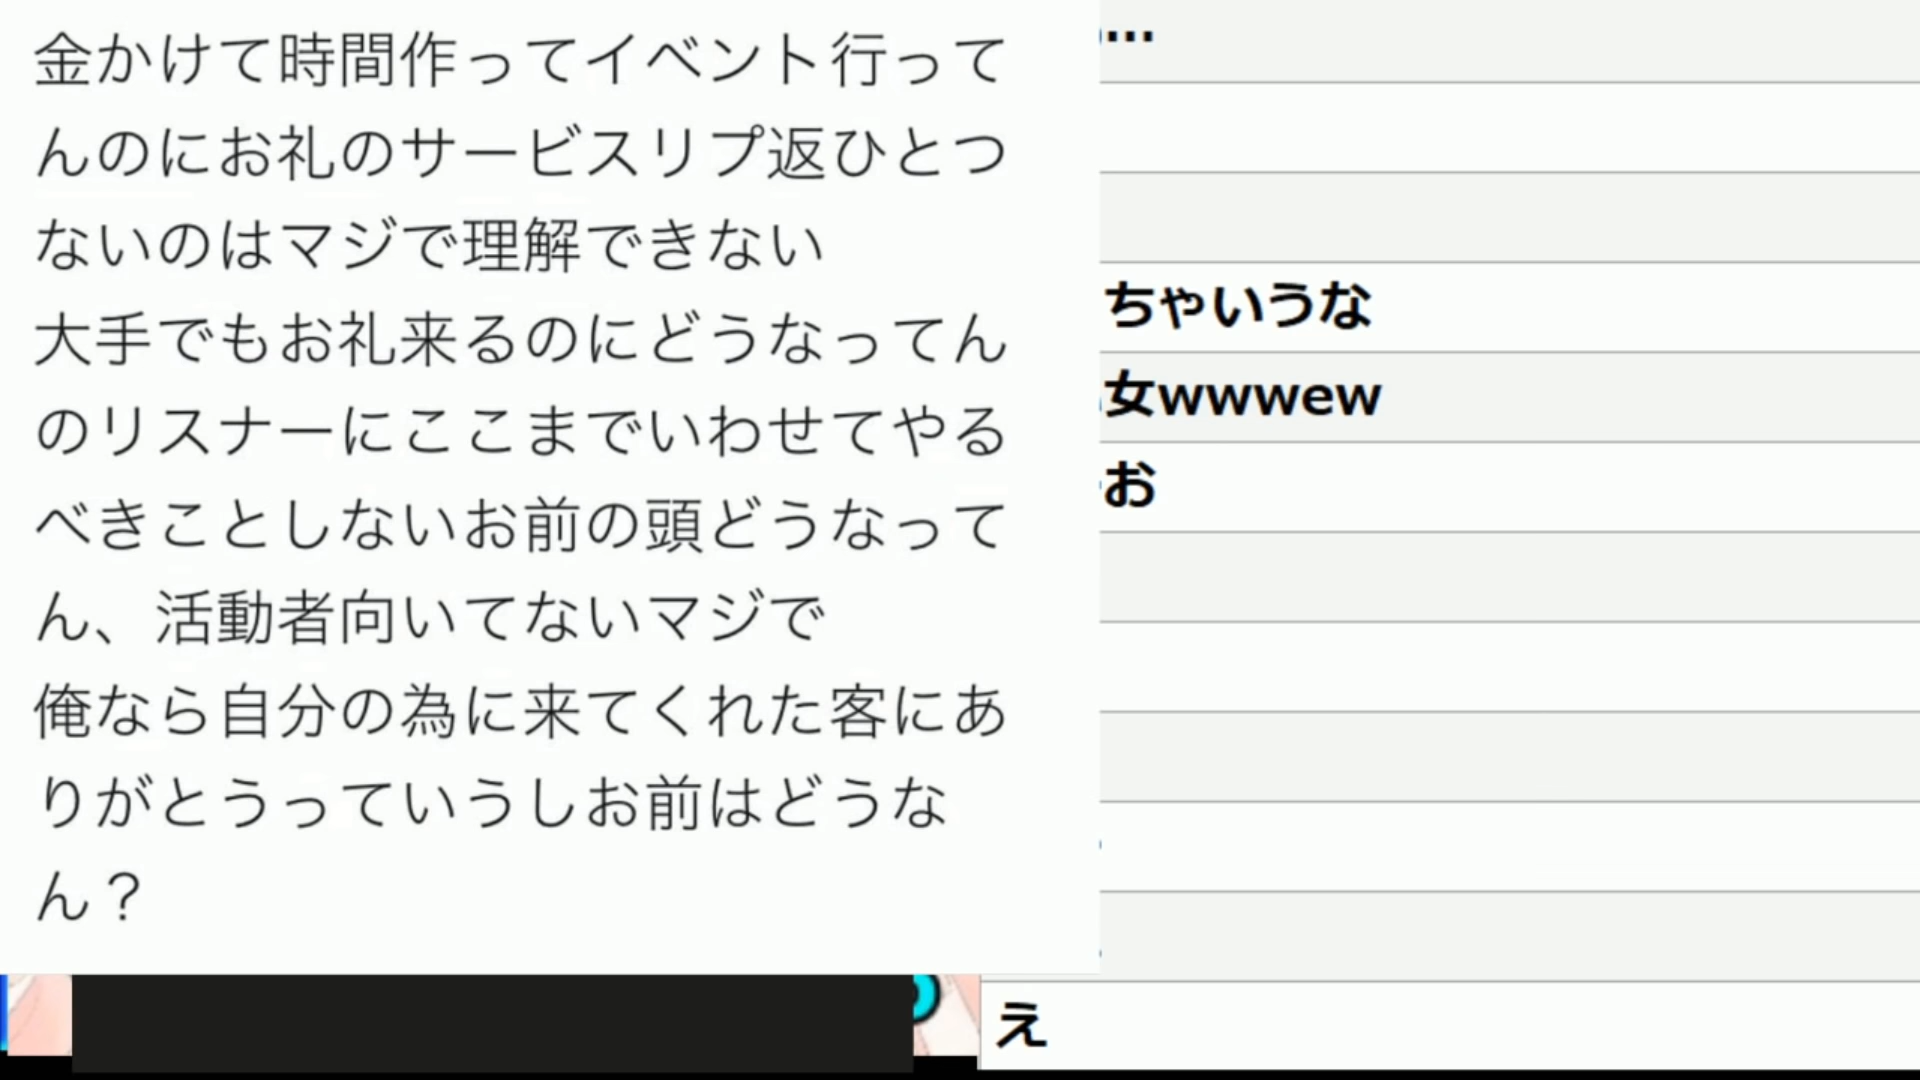 金かけて時間作ってイベント行って
んのにお礼のサービスリプ返ひとつ
ないのはマジで理解できない
大手でもお礼来るのにどうなってん
のリスナーにここまでいわせてやる
べきことしないお前の頭どうなって
ん、活動者向いてないマジで
俺なら自分の為に来てくれた客にあ
りがとうっていうしお前はどうな
ん？
…
ちゃいうな
女wwwew
お
え